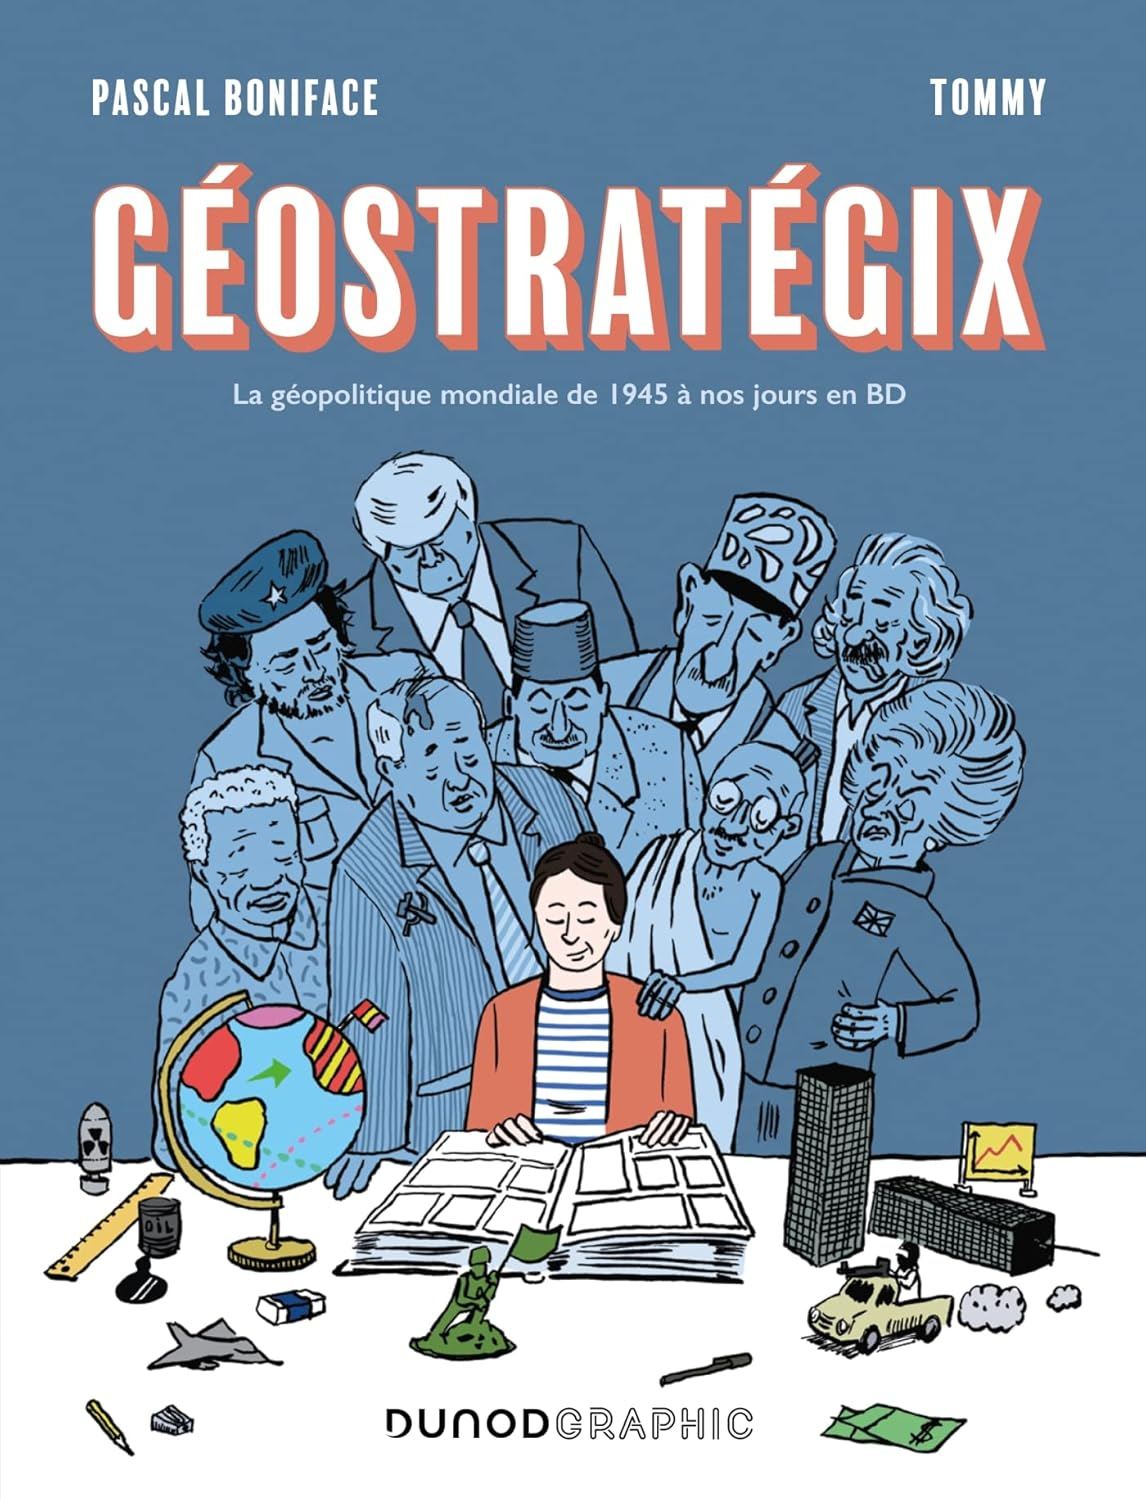 PASCAL BONIFACE
TOMMY
GÉOSTRATÉGIX
La géopolitique mondiale de 1945 à nos jours en BD
OIL
$
DUNODGRAPHIC